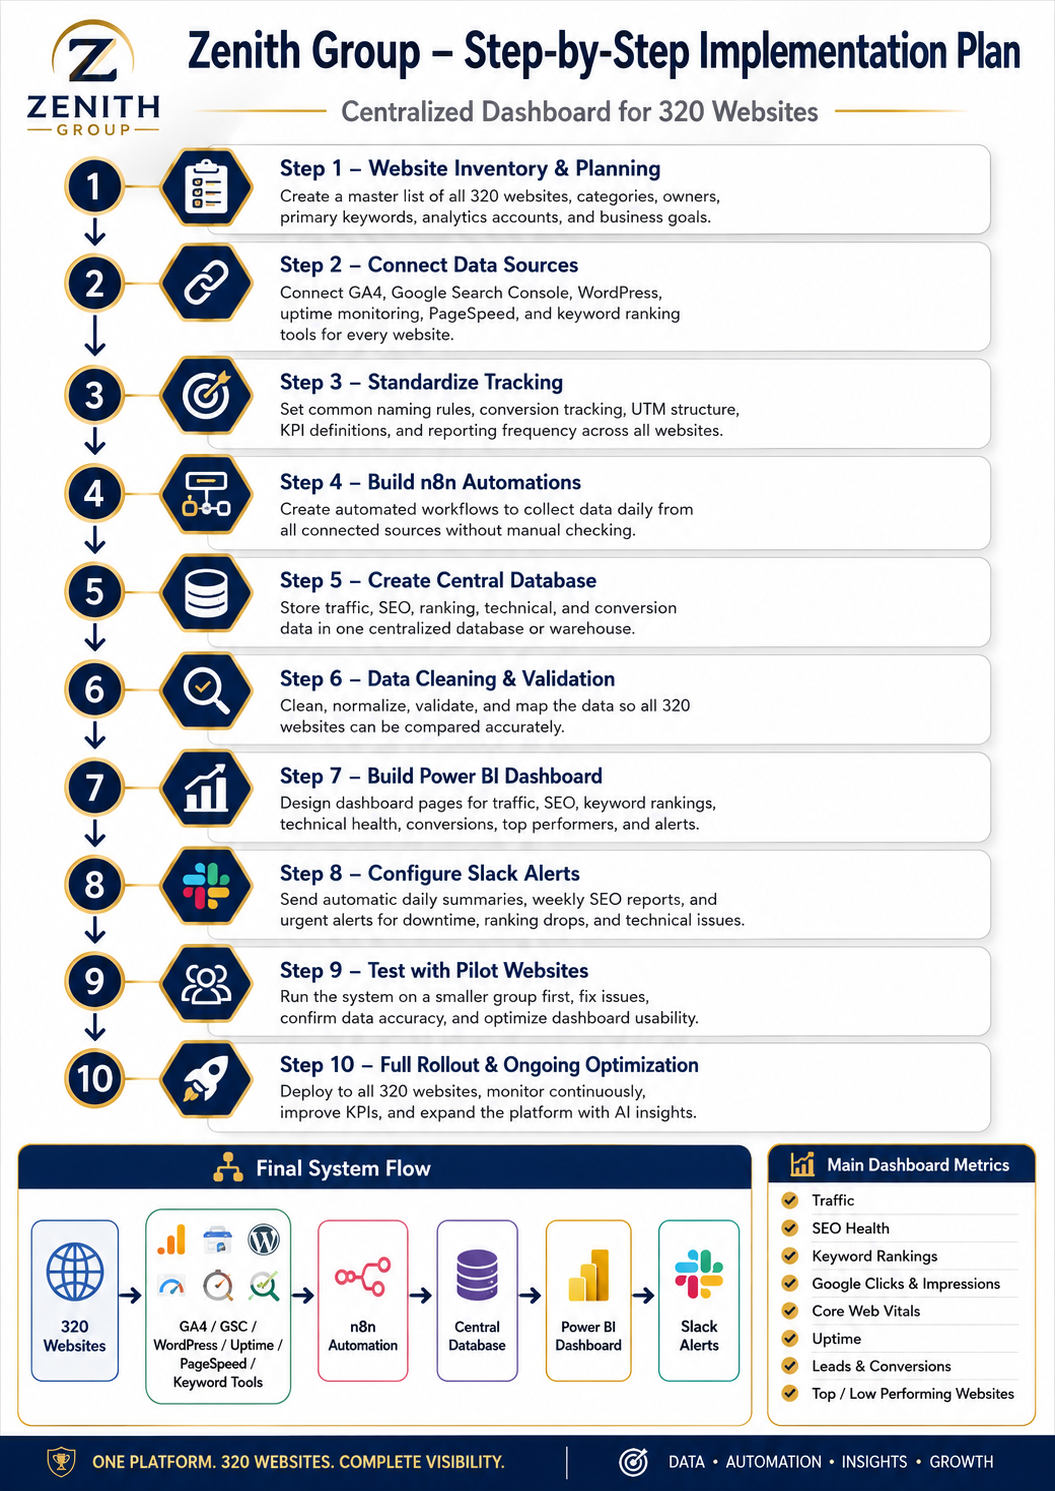 Z
ZENITH
GROUP
Zenith Group – Step-by-Step Implementation Plan
Centralized Dashboard for 320 Websites
1
Step 1 – Website Inventory & Planning
Create a master list of all 320 websites, categories, owners,
primary keywords, analytics accounts, and business goals.
2
Step 2 – Connect Data Sources
Connect GA4, Google Search Console, WordPress,
uptime monitoring, PageSpeed, and keyword ranking
tools for every website.
3
Step 3 – Standardize Tracking
Set common naming rules, conversion tracking, UTM structure,
KPI definitions, and reporting frequency across all websites.
4
Step 4 – Build n8n Automations
Create automated workflows to collect data daily from
all connected sources without manual checking.
5
Step 5 – Create Central Database
Store traffic, SEO, ranking, technical, and conversion
data in one centralized database or warehouse.
6
Step 6 – Data Cleaning & Validation
Clean, normalize, validate, and map the data so all 320
websites can be compared accurately.
7
Step 7 – Build Power BI Dashboard
Design dashboard pages for traffic, SEO, keyword rankings,
technical health, conversions, top performers, and alerts.
8
Step 8 – Configure Slack Alerts
Send automatic daily summaries, weekly SEO reports, and
urgent alerts for downtime, ranking drops, and technical issues.
9
Step 9 – Test with Pilot Websites
Run the system on a smaller group first, fix issues,
confirm data accuracy, and optimize dashboard usability.
10
Step 10 – Full Rollout & Ongoing Optimization
Deploy to all 320 websites, monitor continuously,
improve KPIs, and expand the platform with AI insights.
Final System Flow
320
Websites
GA4 / GSC /
WordPress / Uptime /
PageSpeed /
Keyword Tools
n8n
Automation
Central
Database
Power BI
Dashboard
Slack
Alerts
Main Dashboard Metrics
Traffic
SEO Health
Keyword Rankings
Google Clicks & Impressions
Core Web Vitals
Uptime
Leads & Conversions
Top / Low Performing Websites
ONE PLATFORM. 320 WEBSITES. COMPLETE VISIBILITY.
DATA • AUTOMATION • INSIGHTS • GROWTH